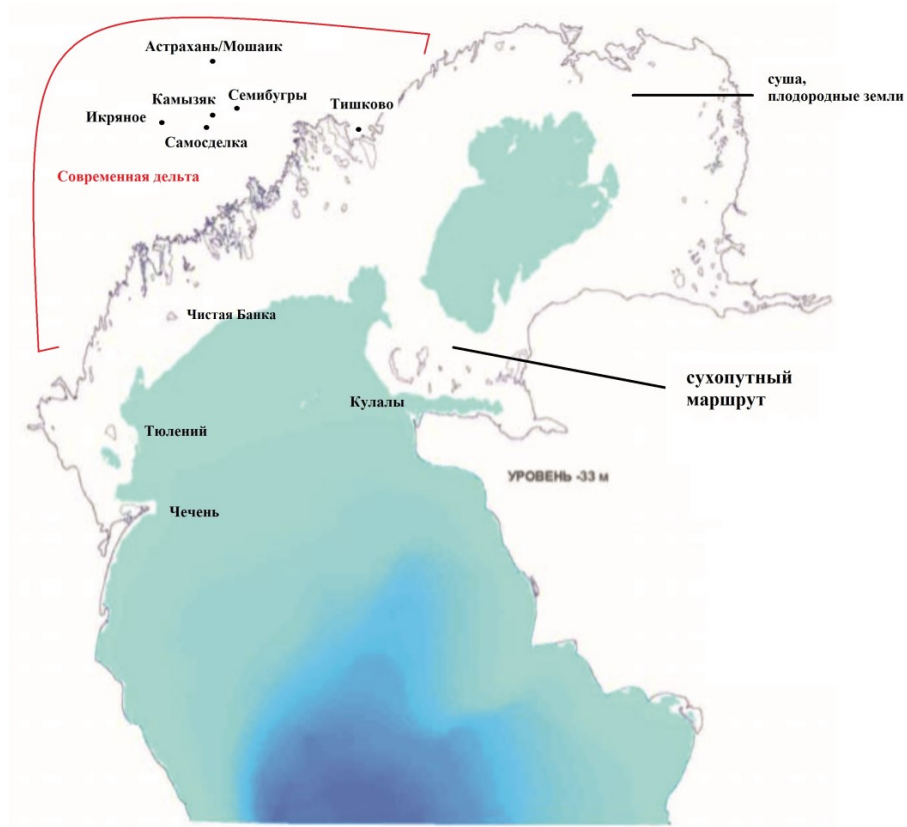 Астрахань/Мошаик
суша,
плодородные земли
Камызяк
Семибугры
Тишково
Икряное
Самосделка
Современная дельта
Чистая Банка
сухопутный
маршрут
Кулалы
Тюлений
УРОВЕНЬ -33 м
Чечень